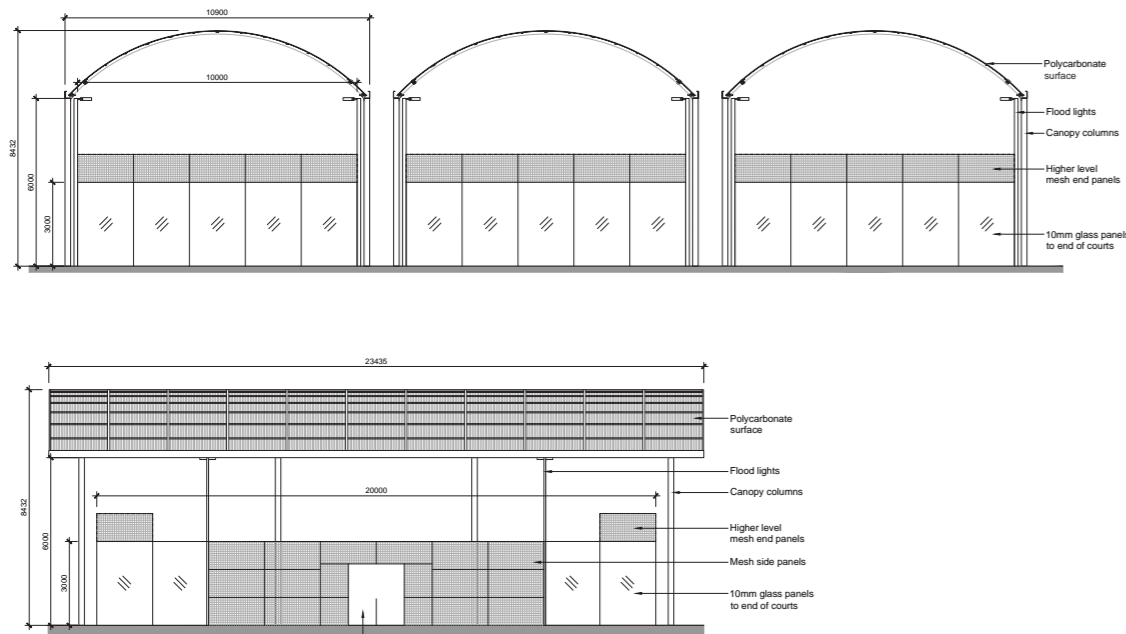 10900
10000
8432
6000
3000
Polycarbonate
surface
Flood lights
Canopy columns
Higher level
mesh end panels
10mm glass panels
to end of courts
23435
20000
8432
6000
3000
Polycarbonate
surface
Flood lights
Canopy columns
Higher level
mesh end panels
Mesh side panels
10mm glass panels
to end of courts